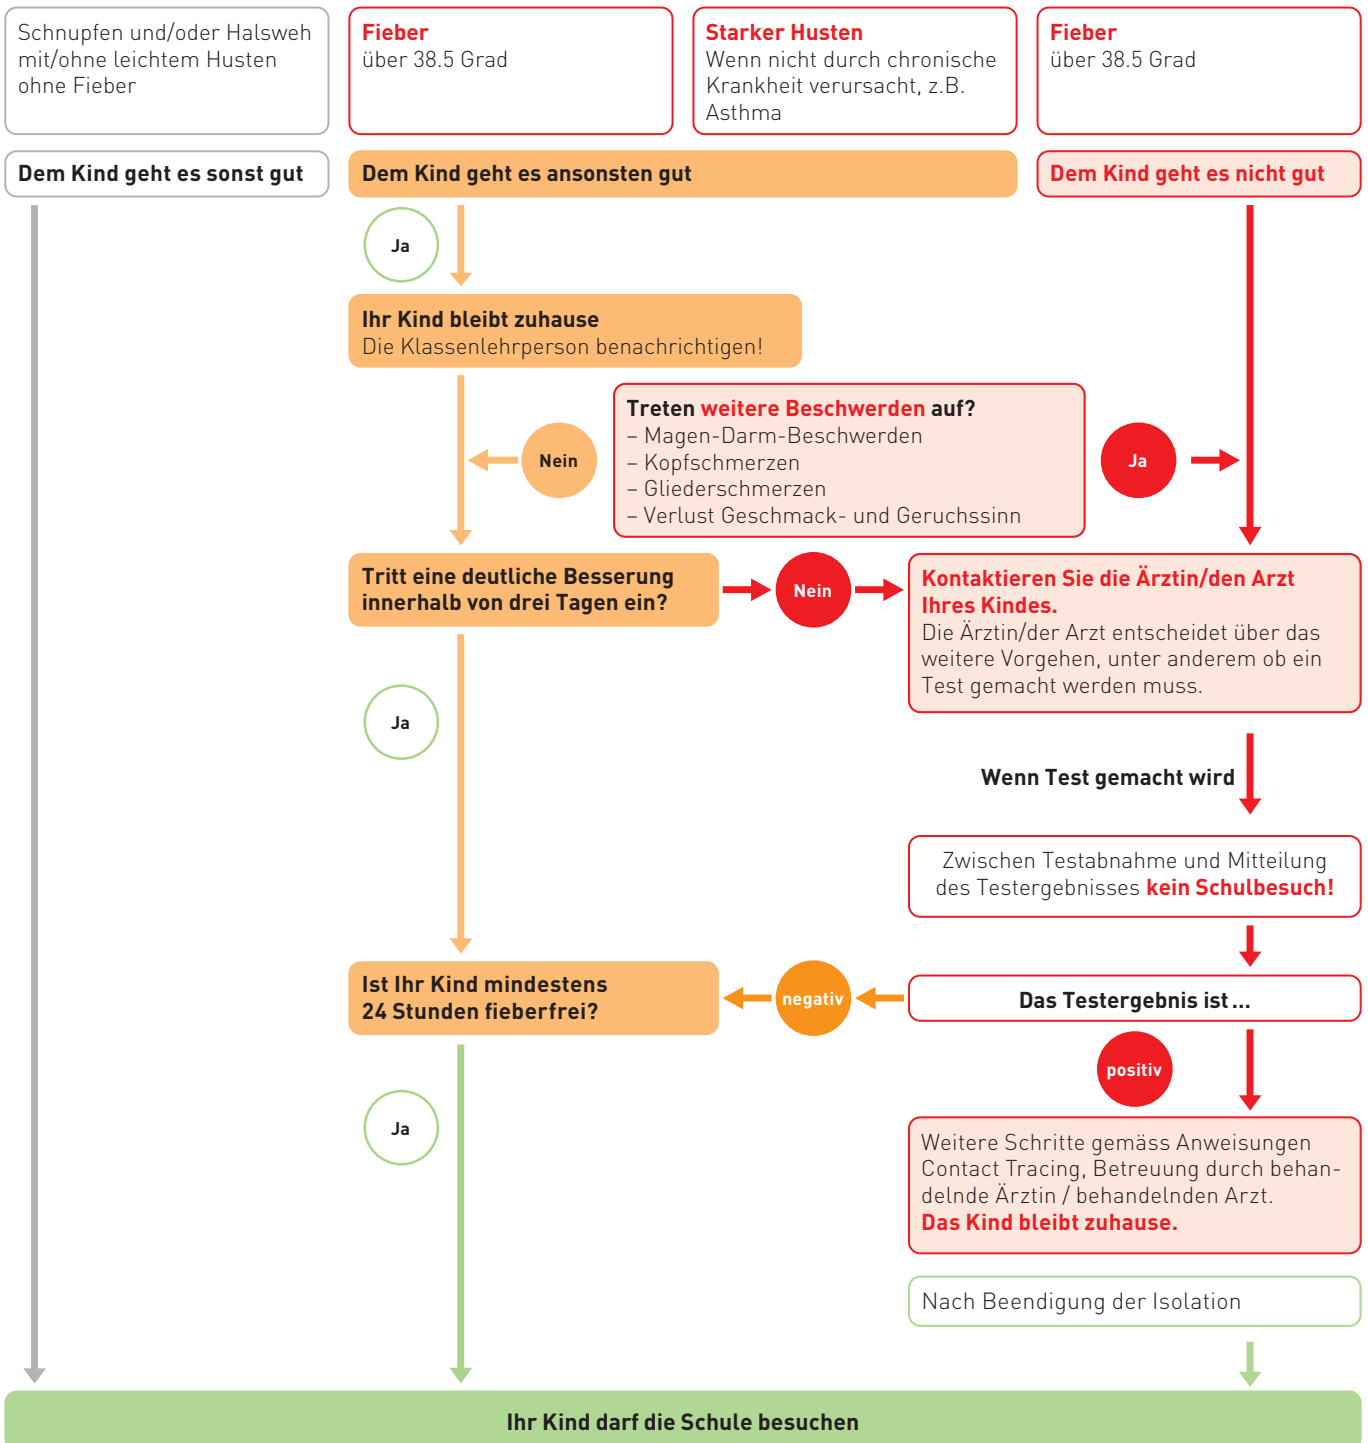 Schnupfen und/oder Halsweh
mit/ohne leichtem Husten
ohne Fieber
Fieber
über 38.5 Grad
Starker Husten
Wenn nicht durch chronische
Krankheit verursacht, z.B.
Asthma
Fieber
über 38.5 Grad
Dem Kind geht es sonst gut
Dem Kind geht es ansonsten gut
Dem Kind geht es nicht gut
Ja
Ihr Kind bleibt zuhause
Die Klassenlehrperson benachrichtigen!
Treten weitere Beschwerden auf?
– Magen-Darm-Beschwerden
– Kopfschmerzen
– Gliederschmerzen
– Verlust Geschmack- und Geruchssinn
Nein
Ja
Tritt eine deutliche Besserung
innerhalb von drei Tagen ein?
Nein
Kontaktieren Sie die Ärztin/den Arzt
Ihres Kindes.
Die Ärztin/der Arzt entscheidet über das
weitere Vorgehen, unter anderem ob ein
Test gemacht werden muss.
Ja
Wenn Test gemacht wird
Zwischen Testabnahme und Mitteilung
des Testergebnisses kein Schulbesuch!
Ist Ihr Kind mindestens
24 Stunden fieberfrei?
negativ
Das Testergebnis ist ...
positiv
Ja
Weitere Schritte gemäss Anweisungen
Contact Tracing, Betreuung durch behan-
delnde Ärztin / behandelnden Arzt.
Das Kind bleibt zuhause.
Nach Beendigung der Isolation
Ihr Kind darf die Schule besuchen